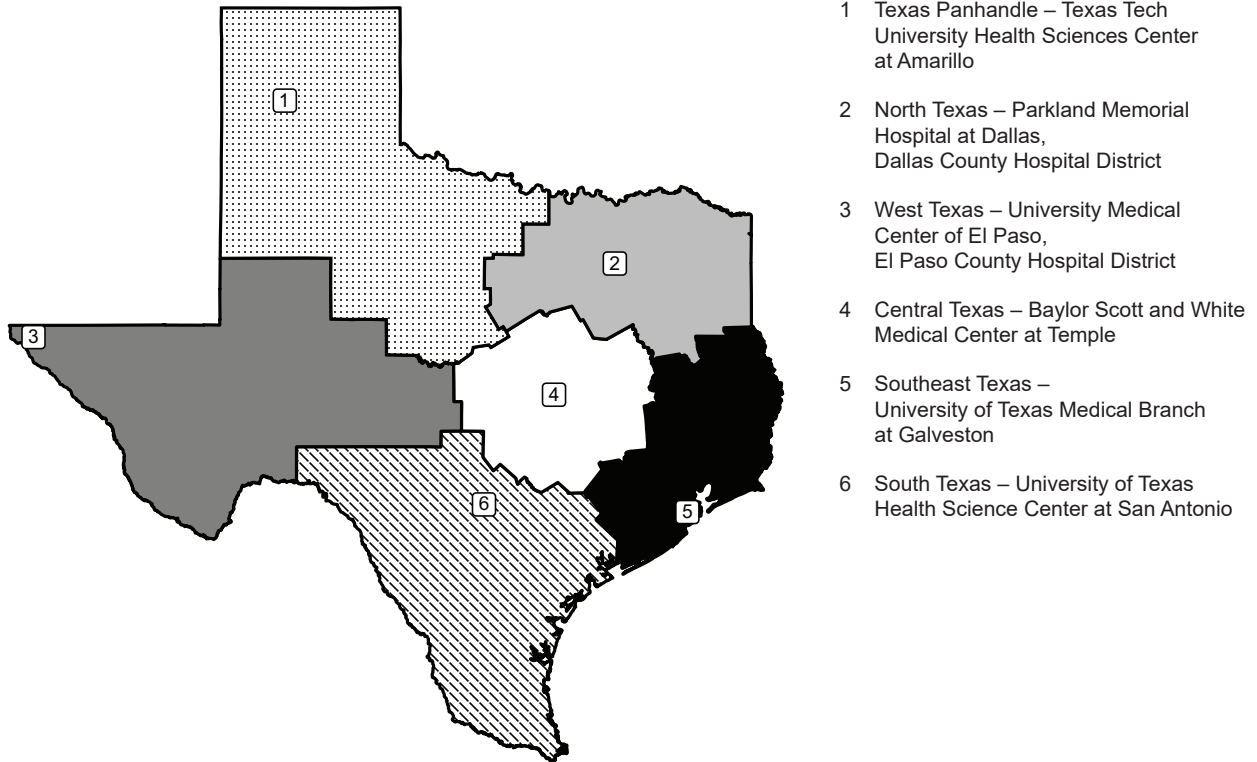 1
2
3
4
5
6
1 Texas Panhandle – Texas Tech
University Health Sciences Center
at Amarillo
2 North Texas – Parkland Memorial
Hospital at Dallas,
Dallas County Hospital District
3 West Texas – University Medical
Center of El Paso,
El Paso County Hospital District
4 Central Texas – Baylor Scott and White
Medical Center at Temple
5 Southeast Texas –
University of Texas Medical Branch
at Galveston
6 South Texas – University of Texas
Health Science Center at San Antonio